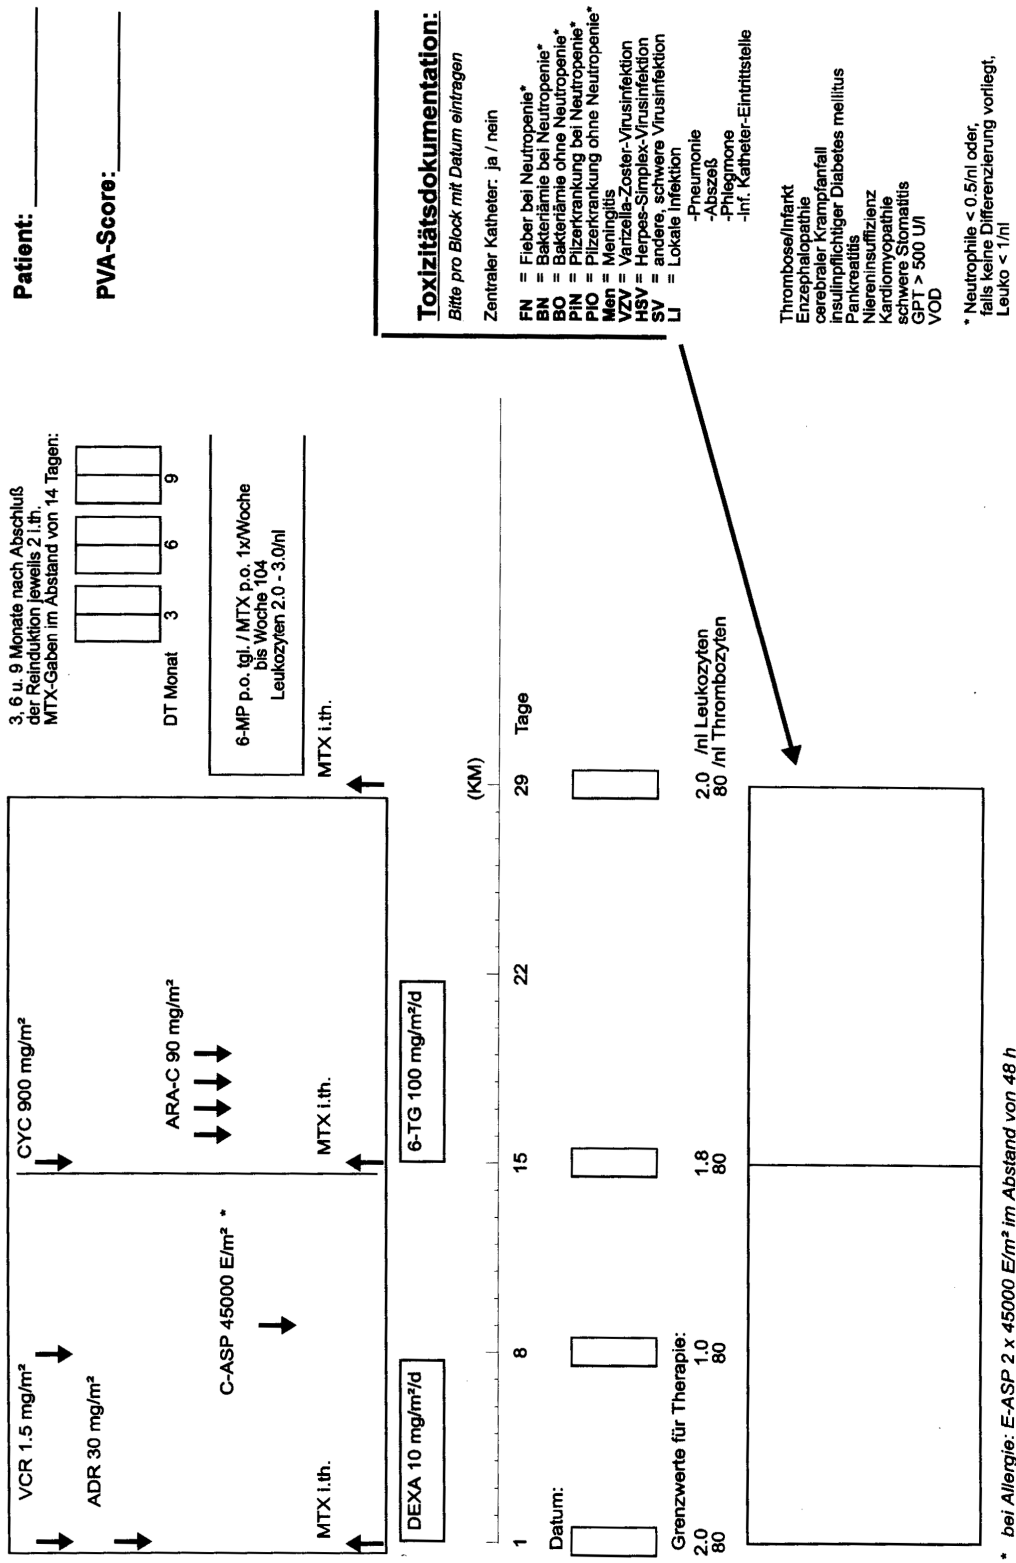 Patient:
PVA-Score:
VCR 1.5 mg/m²
CYC 900 mg/m²
ADR 30 mg/m²
ARA-C 90 mg/m²
C-ASP 45000 E/m² *
MTX i.th.
MTX i.th.
MTX i.th.
3, 6 u. 9 Monate nach Abschluß
der Reinduktion jeweils 2 i.th.
MTX-Gaben im Abstand von 14 Tagen:
DT Monat 3 6 9
6-MP p.o. tgl. / MTX p.o. 1x/Woche
bis Woche 104
Leukozyten 2.0 - 3.0/nl
DEXA 10 mg/m²/d
6-TG 100 mg/m²/d
(KM)
1 8 15 22 29 Tage
Datum:
Grenzwerte für Therapie:
2.0 1.0 1.8 2.0 /nl Leukozyten
80 80 80 80 /nl Thrombozyten
Toxizitätsdokumentation:
Bitte pro Block mit Datum eintragen
Zentraler Katheter: ja / nein
FN = Fieber bei Neutropenie*
BN = Bakteriämie bei Neutropenie*
BO = Bakteriämie ohne Neutropenie*
PiN = Pilzerkrankung bei Neutropenie*
PIO = Pilzerkrankung ohne Neutropenie*
Men = Meningitis
VZV = Varizella-Zoster-Virusinfektion
HSV = Herpes-Simplex-Virusinfektion
SV = andere, schwere Virusinfektion
LI = Lokale Infektion
-Pneumonie
-Abszeß
-Phlegmone
-Inf. Katheter-Eintrittstelle
Thrombose/Infarkt
Enzephalopathie
cerebraler Krampfanfall
insulinpflichtiger Diabetes mellitus
Pankreatitis
Niereninsuffizienz
Kardiomyopathie
schwere Stomatitis
GPT > 500 U/l
VOD
* Neutrophile < 0.5/nl oder,
falls keine Differenzierung vorliegt,
Leuko < 1/nl
* bei Allergie: E-ASP 2 x 45000 E/m² im Abstand von 48 h